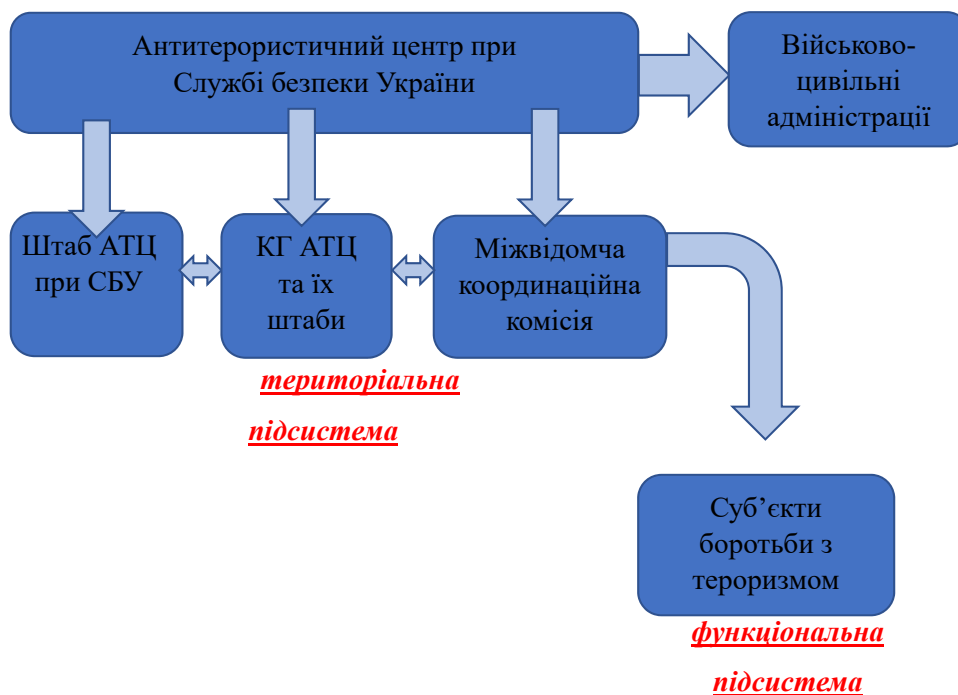 Антитерористичний центр при
Службі безпеки України
Військово-
цивільні
адміністрації
Штаб АТЦ
при СБУ
КГ АТЦ
та їх
штаби
Міжвідомча
координаційна
комісія
територіальна
підсистема
Суб’єкти
боротьби з
тероризмом
функціональна
підсистема